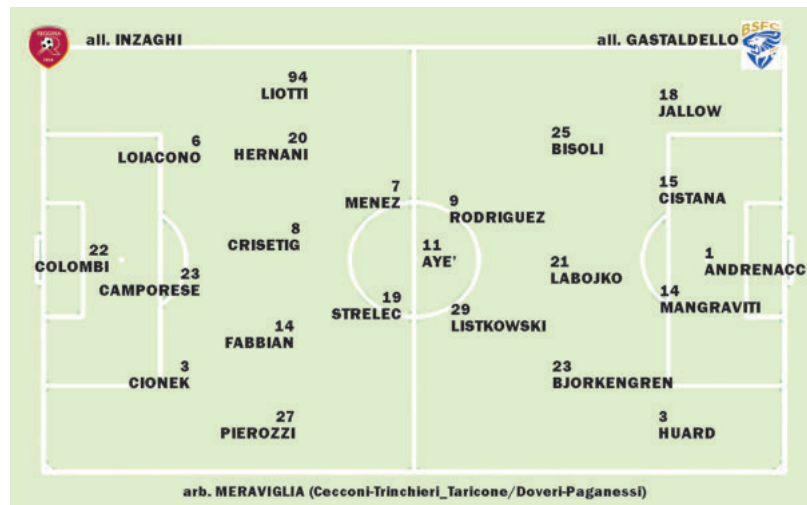 REGGINA
1914
all. INZAGHI
all. GASTALDELLO
BSFC
94
LIOTTI
6
LOIACONO
20
HERNANI
22
COLOMBI
23
CAMPORESE
8
CRISETIG
3
CIONEK
14
FABBIAN
27
PIEROZZI
7
MENEZ
19
STRELEC
9
RODRIGUEZ
11
AYE'
29
LISTKOWSKI
25
BISOLI
21
LABOJKO
23
BJORKENGREN
18
JALLOW
15
CISTANA
14
MANGRAVITI
3
HUARD
1
ANDRENACC
arb. MERAVIGLIA (Cecconi-Trinchieri_Taricone/Doveri-Paganessi)